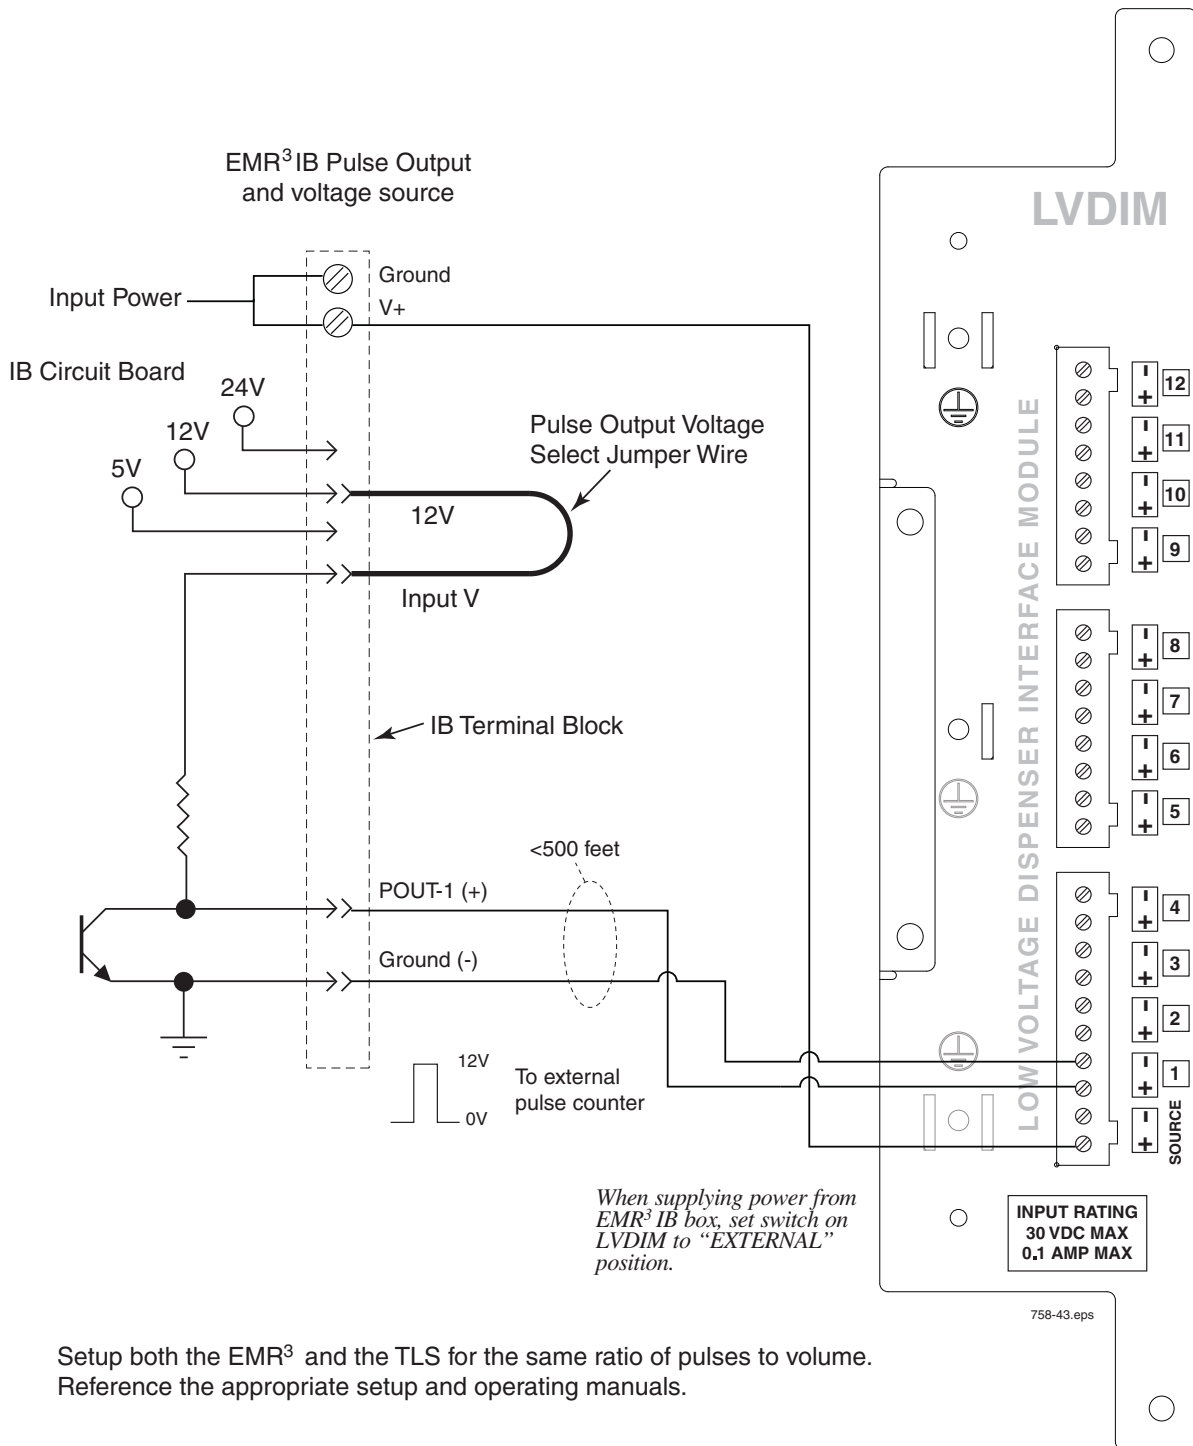 EMR³ IB Pulse Output
and voltage source
LVDIM
Ground
Input Power
V+
IB Circuit Board
24V
12V
5V
Pulse Output Voltage
Select Jumper Wire
12V
Input V
IB Terminal Block
<500 feet
POUT-1 (+)
Ground (-)
12V
0V
To external
pulse counter
LOW VOLTAGE DISPENSER INTERFACE MODULE
- + 12
- + 11
- + 10
- + 9
- + 8
- + 7
- + 6
- + 5
- + 4
- + 3
- + 2
- + 1
- + SOURCE
When supplying power from
EMR³ IB box, set switch on
LVDIM to “EXTERNAL”
position.
INPUT RATING
30 VDC MAX
0.1 AMP MAX
758-43.eps
Setup both the EMR³ and the TLS for the same ratio of pulses to volume.
Reference the appropriate setup and operating manuals.